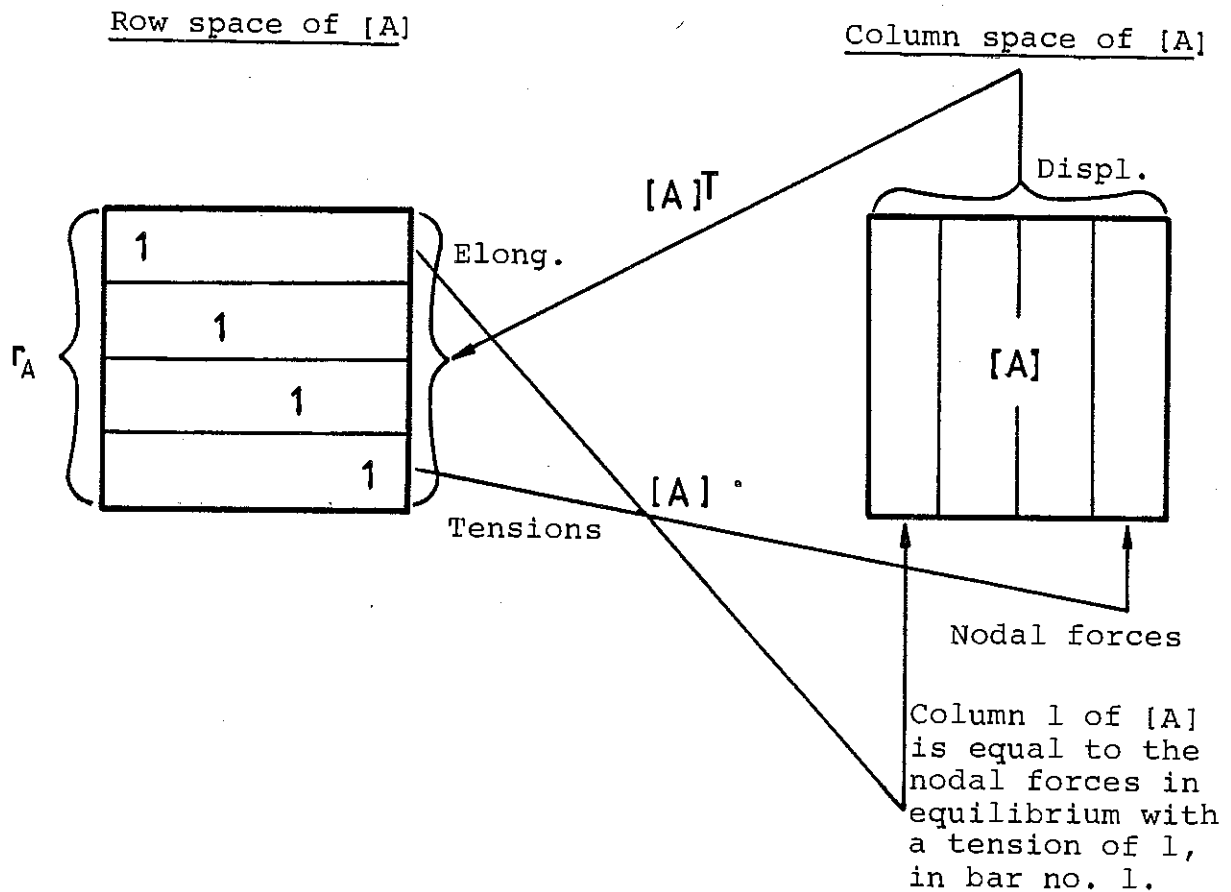 Row space of [A]
Column space of [A]
Displ.
[A]T
Elong.
1
1
1
1
rA
[A]
[A]
Tensions
Nodal forces
Column 1 of [A]
is equal to the
nodal forces in
equilibrium with
a tension of 1,
in bar no. 1.